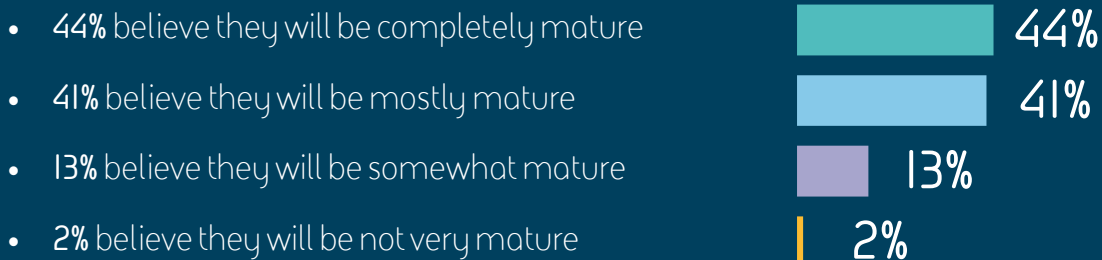 • 44% believe they will be completely mature 44%
• 41% believe they will be mostly mature 41%
• 13% believe they will be somewhat mature 13%
• 2% believe they will be not very mature 2%